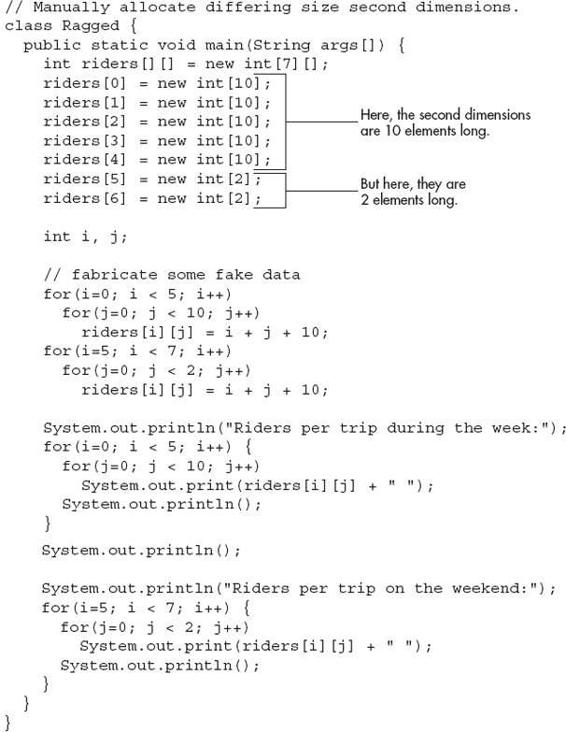 // Manually allocate differing size second dimensions.
class Ragged {
  public static void main(String args[]) {
    int riders[][] = new int[7][];
    riders[0] = new int[10];
    riders[1] = new int[10];
    riders[2] = new int[10];
    riders[3] = new int[10];
    riders[4] = new int[10];
Here, the second dimensions
are 10 elements long.
    riders[5] = new int[2];
    riders[6] = new int[2];
But here, they are
2 elements long.
    int i, j;
    // fabricate some fake data
    for(i=0; i < 5; i++)
      for(j=0; j < 10; j++)
        riders[i][j] = i + j + 10;
    for(i=5; i < 7; i++)
      for(j=0; j < 2; j++)
        riders[i][j] = i + j + 10;
    System.out.println("Riders per trip during the week:");
    for(i=0; i < 5; i++) {
      for(j=0; j < 10; j++)
        System.out.print(riders[i][j] + " ");
      System.out.println();
    }
    System.out.println();
    System.out.println("Riders per trip on the weekend:");
    for(i=5; i < 7; i++) {
      for(j=0; j < 2; j++)
        System.out.print(riders[i][j] + " ");
      System.out.println();
    }
  }
}